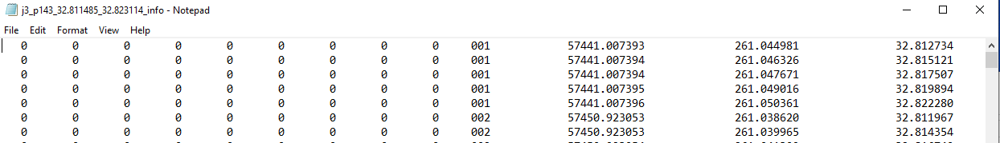 j3_p143_32.811485_32.823114_info - Notepad
File Edit Format View Help
0 0 0 0 0 0 0 0 0 001 57441.007393 261.044981 32.812734
0 0 0 0 0 0 0 0 0 001 57441.007394 261.046326 32.815121
0 0 0 0 0 0 0 0 0 001 57441.007394 261.047671 32.817507
0 0 0 0 0 0 0 0 0 001 57441.007395 261.049016 32.819894
0 0 0 0 0 0 0 0 0 001 57441.007396 261.050361 32.822280
0 0 0 0 0 0 0 0 0 002 57450.923053 261.038620 32.811967
0 0 0 0 0 0 0 0 0 002 57450.923053 261.039965 32.814354